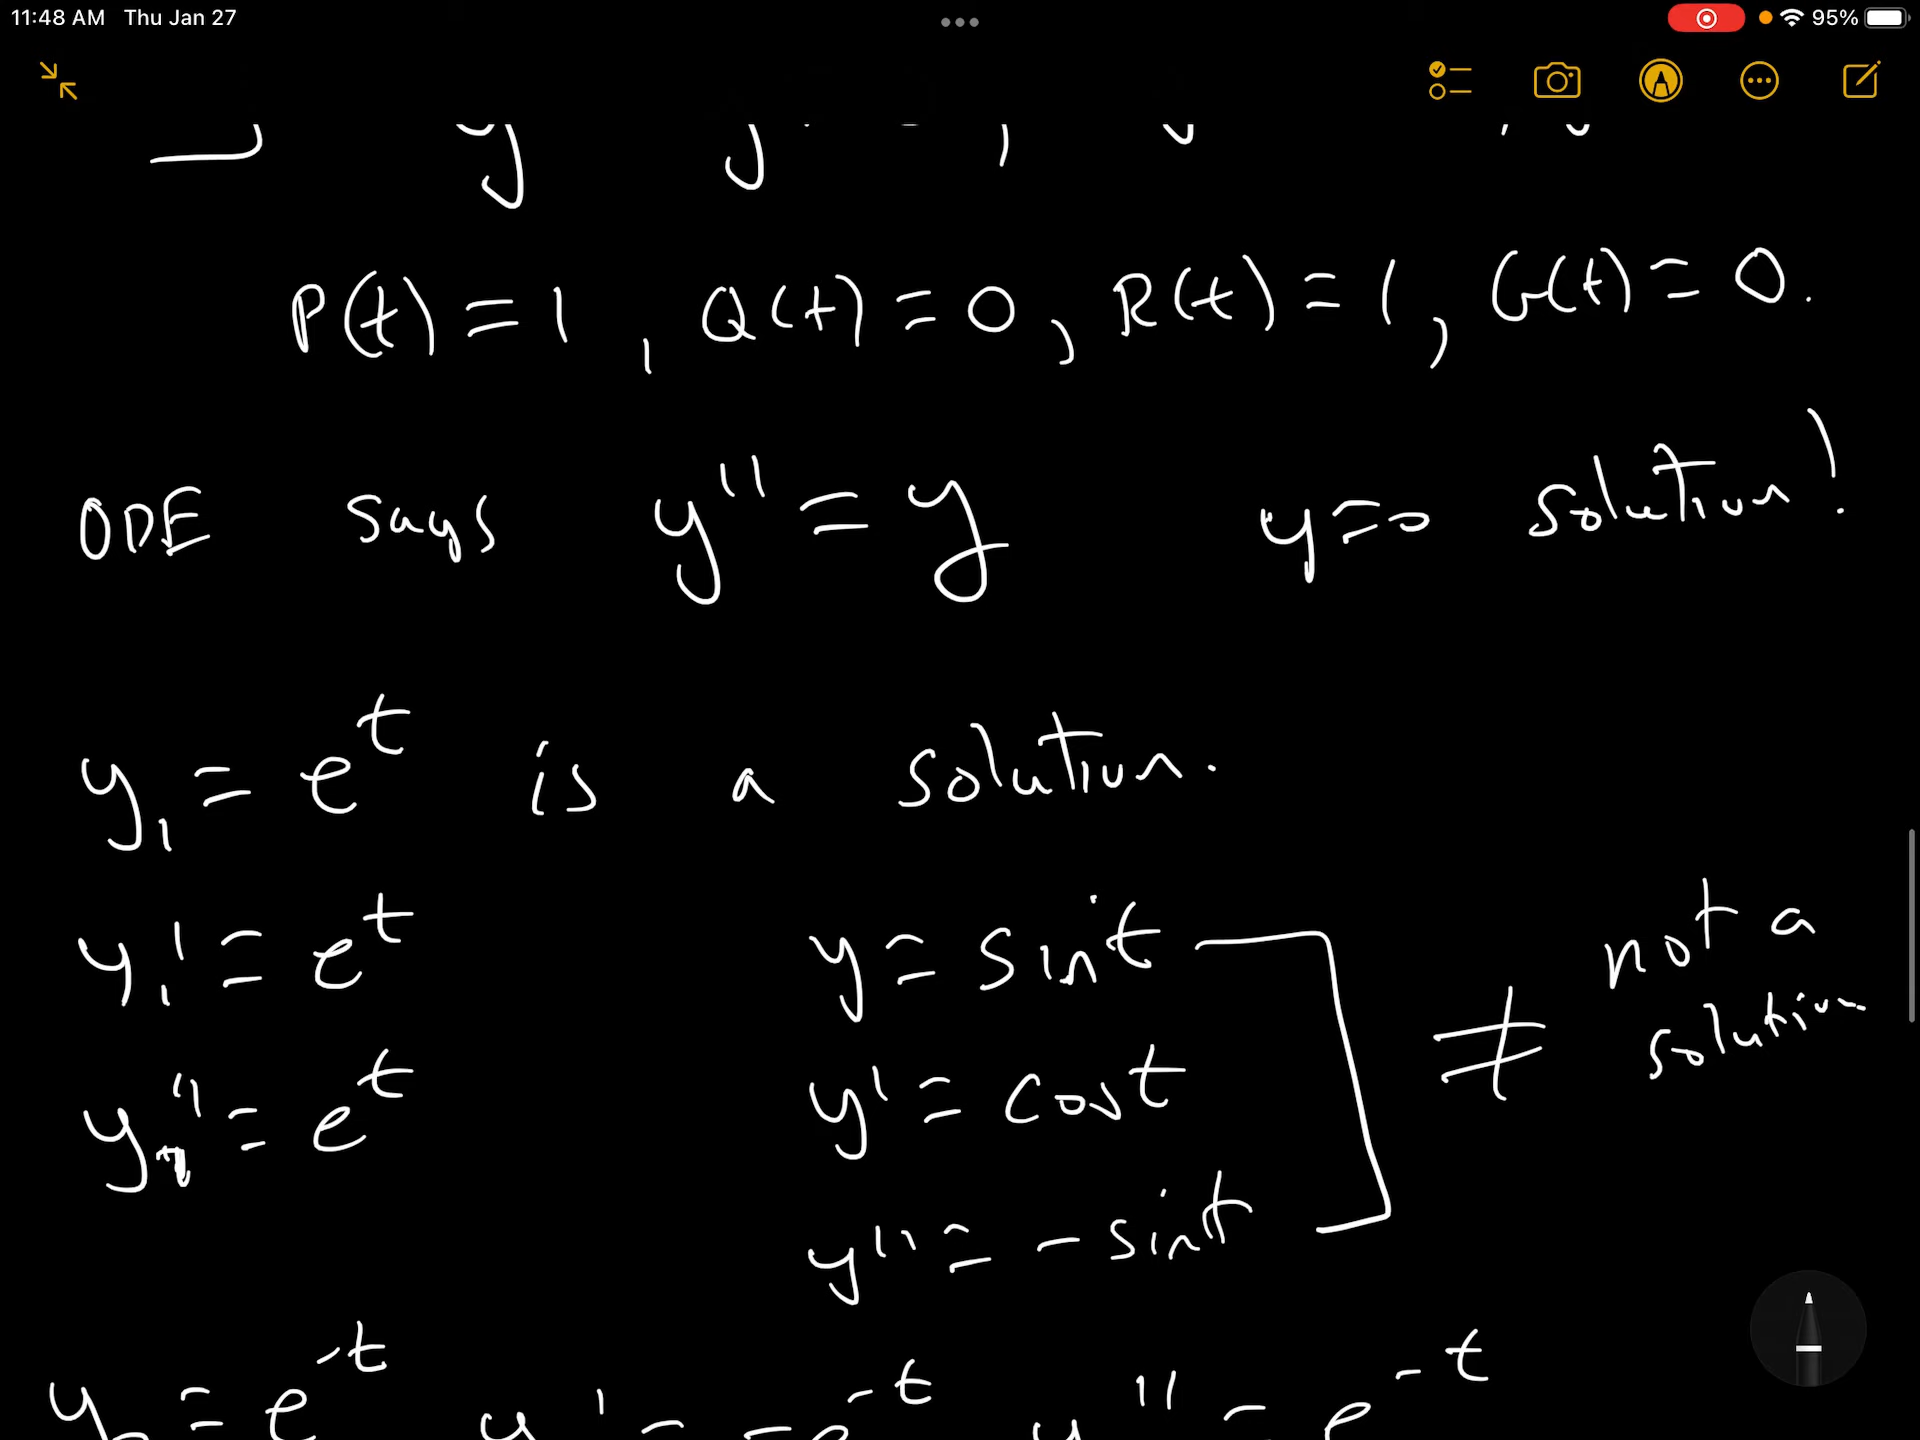 11:48 AM Thu Jan 27
95%
P(t) = 1, Q(t) = 0, R(t) = 1, G(t) = 0.
ODE says y'' = y y = 0 solution!
y₁ = e^t is a solution.
y₁' = e^t y = sin t
not a
solution
y₁'' = e^t y' = cos t ≠
y'' = - sin t
y₂ = e^-t y' = -e^-t y'' = e^-t